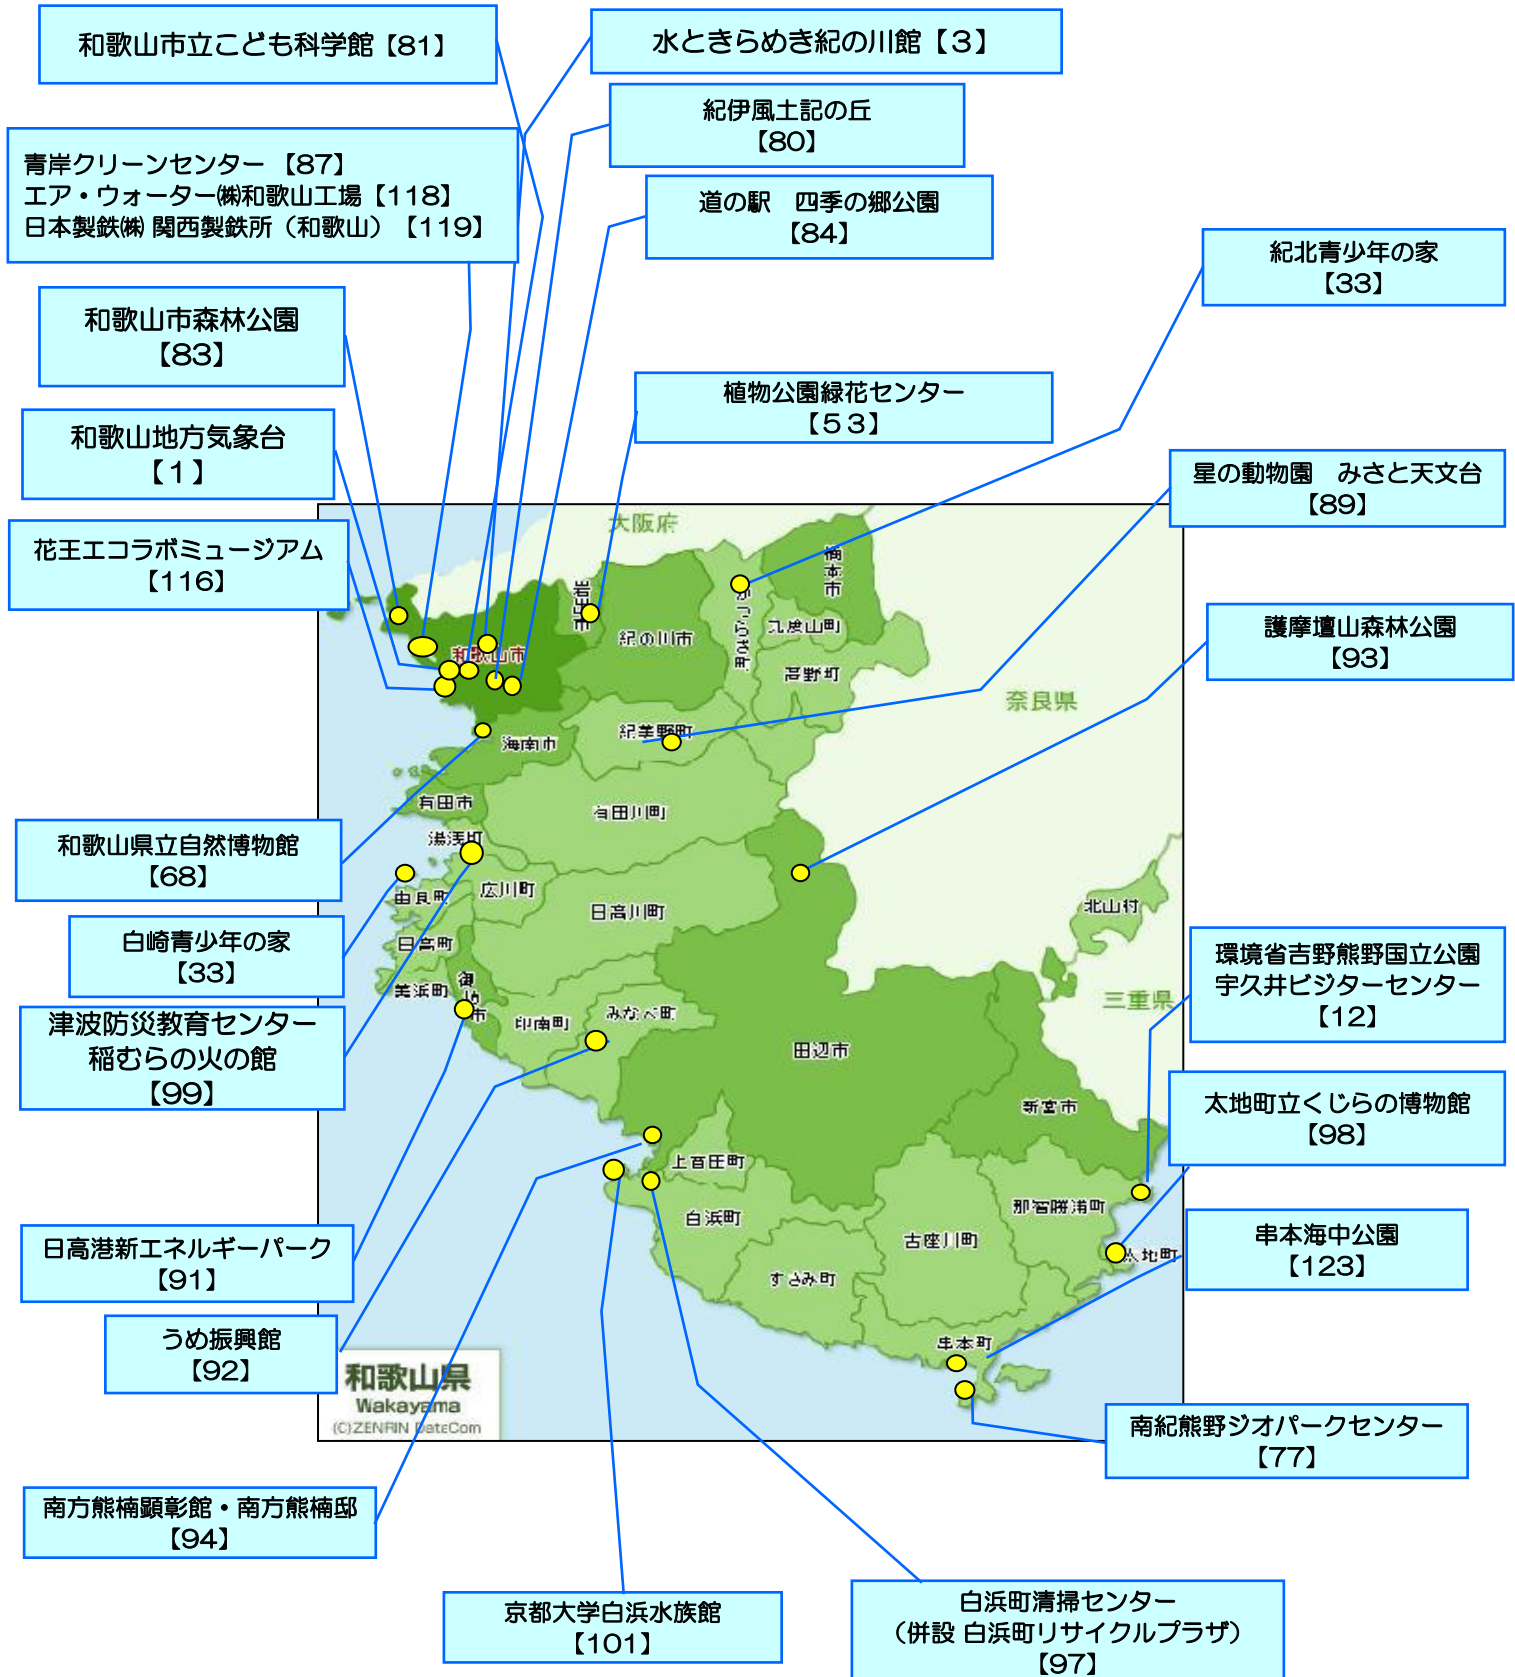 和歌山市立こども科学館【81】
水ときらめき紀の川館【３】
紀伊風土記の丘
【80】
青岸クリーンセンター 【87】
エア・ウォーター㈱和歌山工場【118】
日本製鉄㈱ 関西製鉄所（和歌山）【119】
道の駅　四季の郷公園
【84】
紀北青少年の家
【33】
和歌山市森林公園
【83】
植物公園緑花センター
【５３】
和歌山地方気象台
【１】
星の動物園　みさと天文台
【89】
花王エコラボミュージアム
【116】
護摩壇山森林公園
【93】
大阪府
橋本市
紀の川市
和歌山市
九度山町
高野町
奈良県
紀美野町
海南市
有田市
有田川町
湯浅町
広川町
由良町
日高川町
北山村
日高町
美浜町
印南町
みなべ町
三重県
田辺市
新宮市
上富田町
白浜町
那智勝浦町
古座川町
太地町
すさみ町
串本町
和歌山県立自然博物館
【68】
白崎青少年の家
【33】
環境省吉野熊野国立公園
宇久井ビジターセンター
【12】
津波防災教育センター
稲むらの火の館
【99】
太地町立くじらの博物館
【98】
日高港新エネルギーパーク
【91】
串本海中公園
【123】
うめ振興館
【92】
和歌山県
Wakayama
(C)ZENRIN DataCom
南紀熊野ジオパークセンター
【77】
南方熊楠顕彰館・南方熊楠邸
【94】
京都大学白浜水族館
【101】
白浜町清掃センター
（併設 白浜町リサイクルプラザ）
【97】